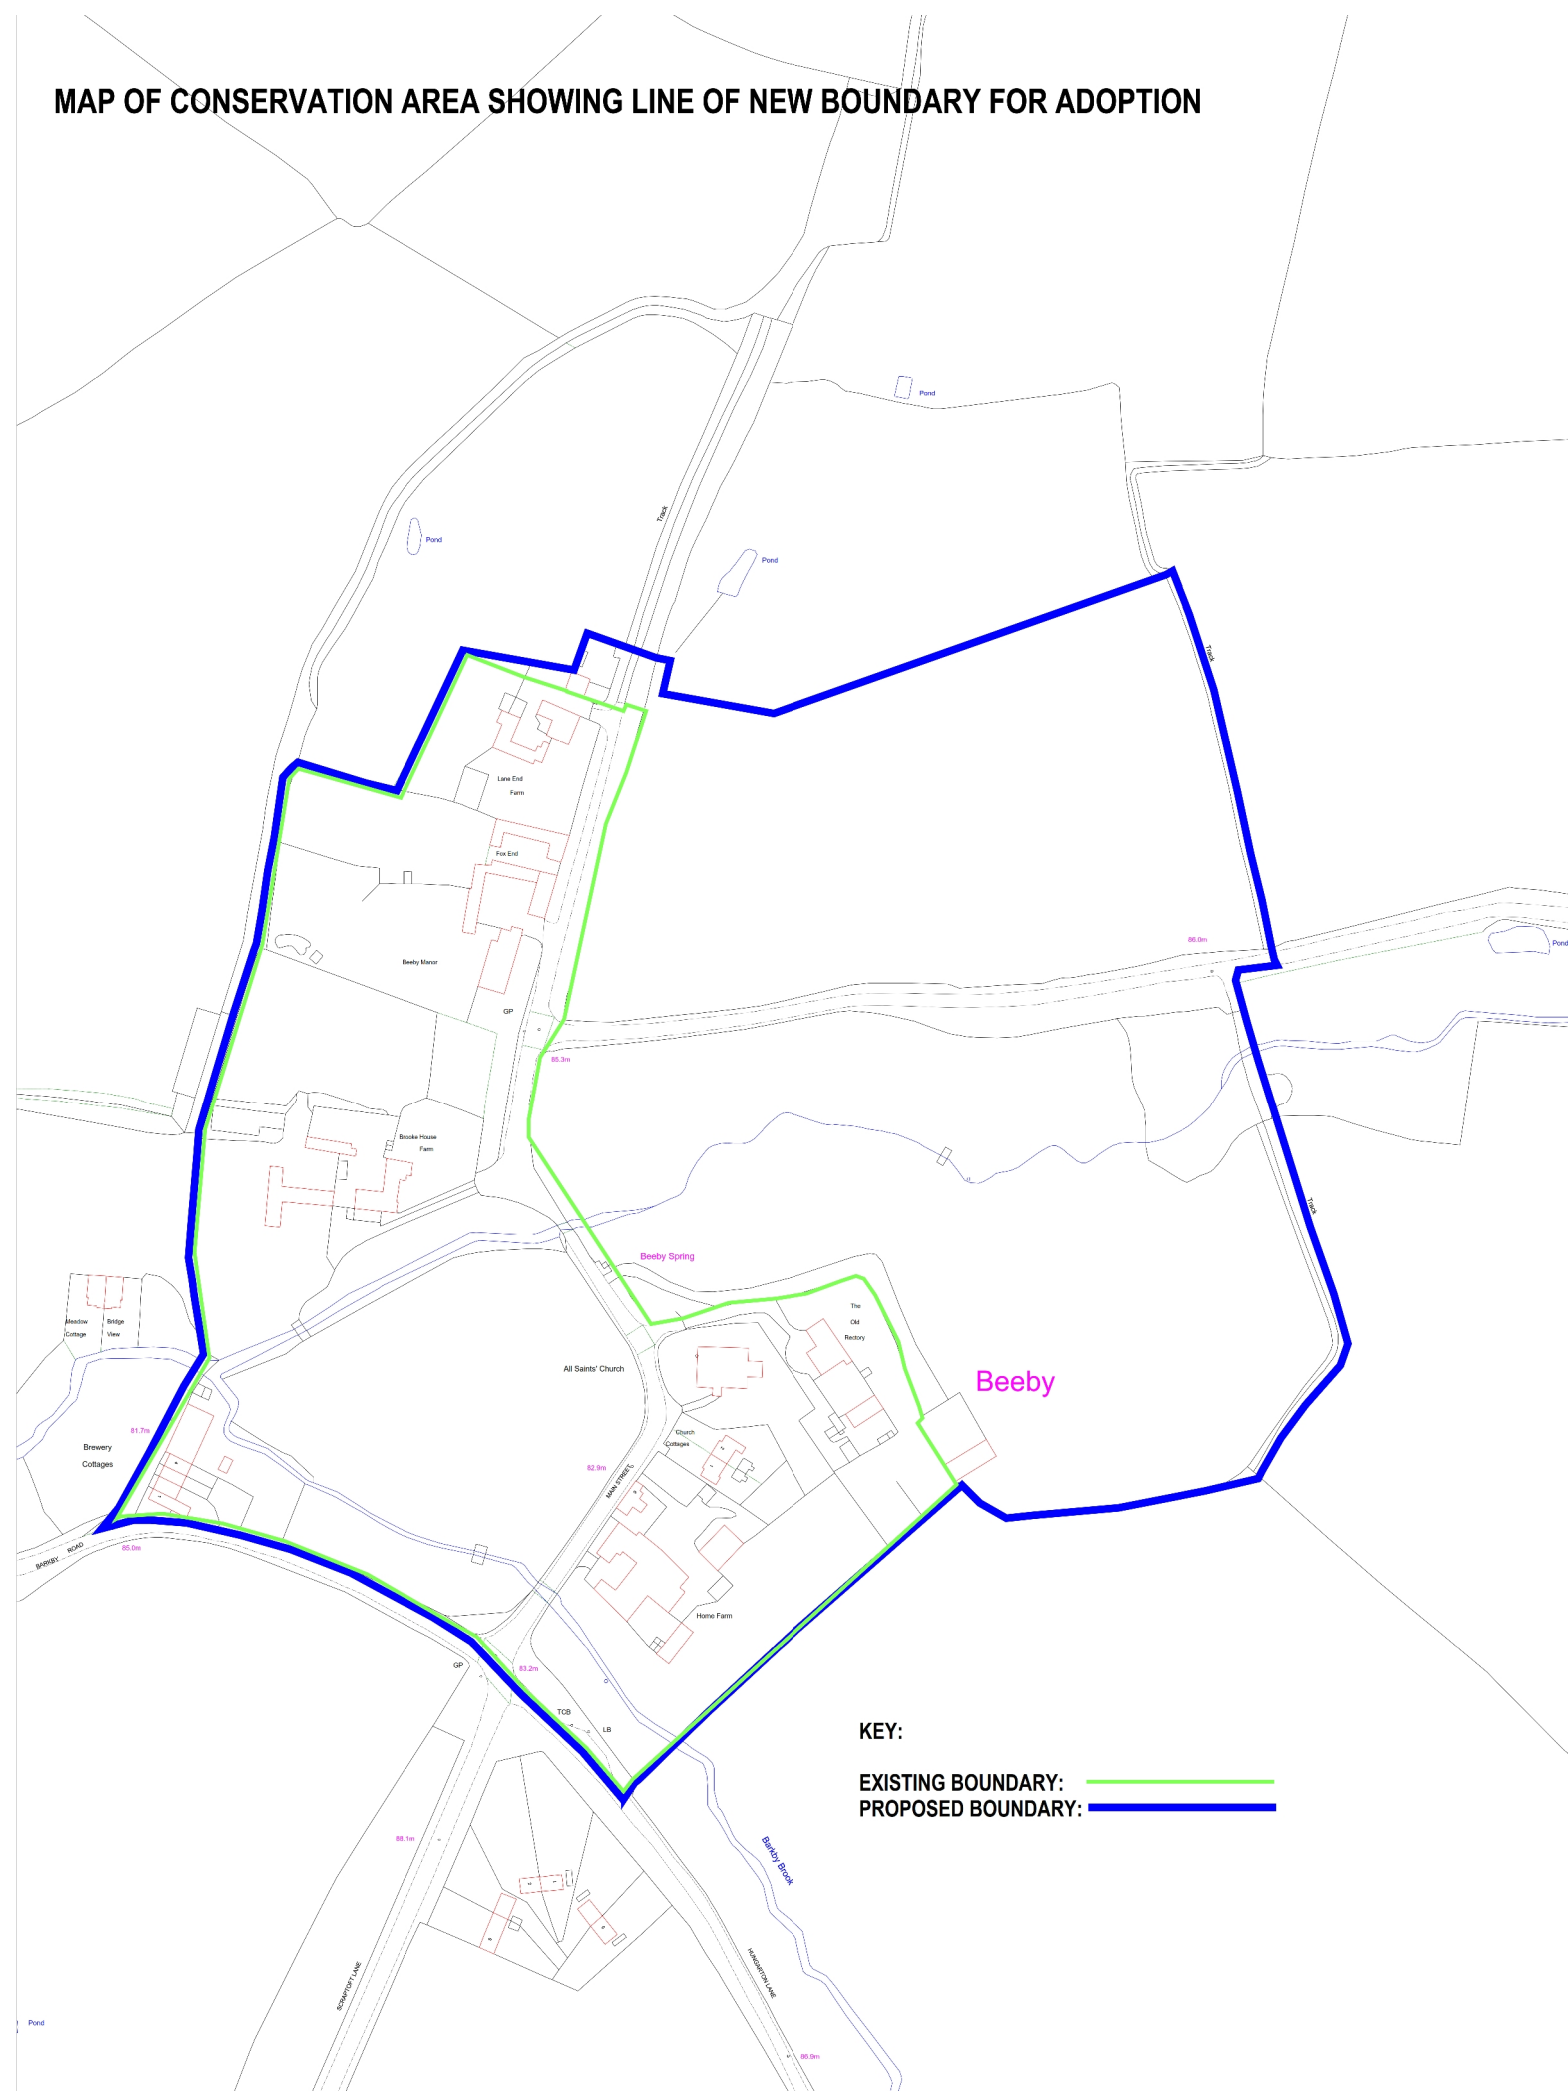 MAP OF CONSERVATION AREA SHOWING LINE OF NEW BOUNDARY FOR ADOPTION
Pond
Track
Pond
Pond
Track
Lane End
Farm
Fox End
86.0m
Pond
Beeby Manor
GP
85.3m
Brooke House
Farm
Track
Beeby Spring
The
Old
Rectory
Meadow
Cottage
Bridge
View
All Saints' Church
Beeby
81.7m
Brewery
Cottages
Church
Cottages
82.9m
MAIN STREET
BARKBY ROAD
85.0m
Home Farm
GP
83.2m
TCB
LB
KEY:
EXISTING BOUNDARY:
PROPOSED BOUNDARY:
88.1m
Barkby Brook
SCRAPTOFT LANE
HUNGARTON LANE
Pond
86.9m